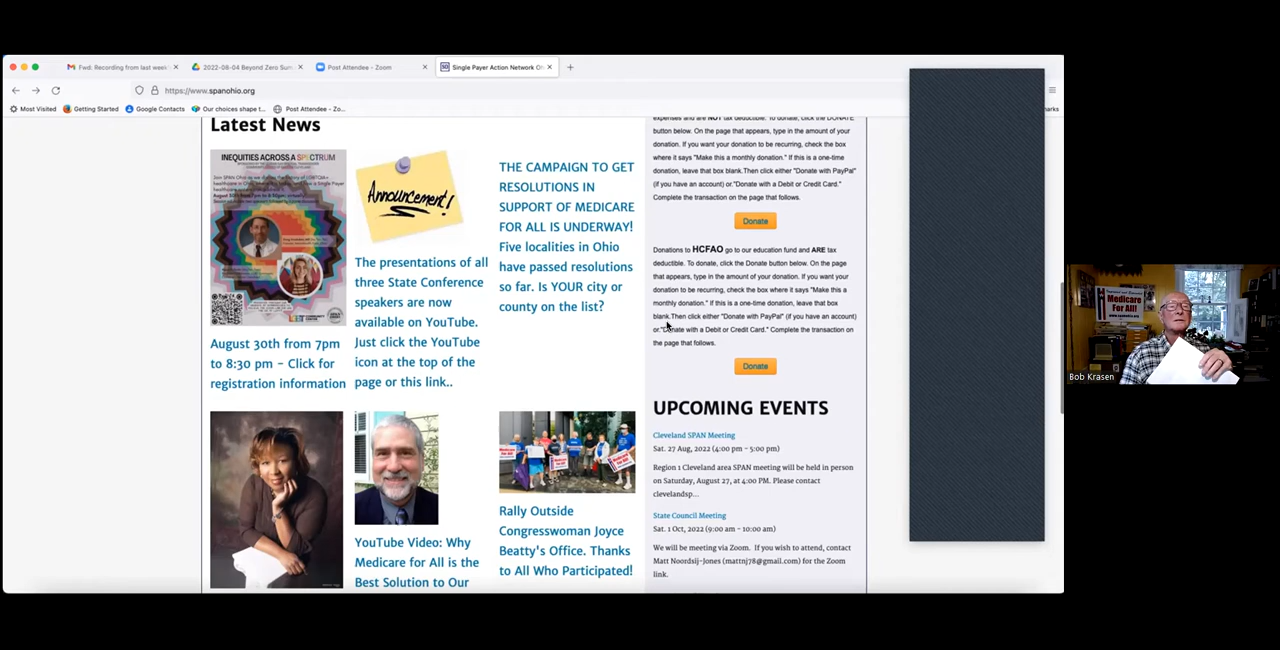 Fwd: Recording from last week
2022-08-04 Beyond Zero Sum
Post Attendee - Zoom
Single Payer Action Network Oh
https://www.spanohio.org
Most Visited
Getting Started
Google Contacts
Our choices shape t...
Post Attendee - Zo...
marks
Latest News
INEQUITIES ACROSS A SPECTRUM
August 30th from 7pm
to 8:30 pm – Click for
registration information
Announcement!
The presentations of all
three State Conference
speakers are now
available on YouTube.
Just click the YouTube
icon at the top of the
page or this link..
THE CAMPAIGN TO GET
RESOLUTIONS IN
SUPPORT OF MEDICARE
FOR ALL IS UNDERWAY!
Five localities in Ohio
have passed resolutions
so far. Is YOUR city or
county on the list?
YouTube Video: Why
Medicare for All is the
Best Solution to Our
Rally Outside
Congresswoman Joyce
Beatty's Office. Thanks
to All Who Participated!
expenses and are NOT tax deductible. To donate, click the DONATE
button below. On the page that appears, type in the amount of your
donation. If you want your donation to be recurring, check the box
where it says "Make this a monthly donation." If this is a one-time
donation, leave that box blank.Then click either "Donate with PayPal"
(if you have an account) or."Donate with a Debit or Credit Card."
Complete the transaction on the page that follows.
Donate
Donations to HCFAO go to our education fund and ARE tax
deductible. To donate, click the Donate button below. On the page
that appears, type in the amount of your donation. If you want your
donation to be recurring, check the box where it says "Make this a
monthly donation." If this is a one-time donation, leave that box
blank.Then click either "Donate with PayPal" (if you have an account)
or."Donate with a Debit or Credit Card." Complete the transaction on
the page that follows.
Donate
UPCOMING EVENTS
Cleveland SPAN Meeting
Sat. 27 Aug, 2022 (4:00 pm - 5:00 pm)
Region 1 Cleveland area SPAN meeting will be held in person
on Saturday, August 27, at 4:00 PM. Please contact
clevelandsp...
State Council Meeting
Sat. 1 Oct, 2022 (9:00 am - 10:00 am)
We will be meeting via Zoom. If you wish to attend, contact
Matt Noordsij-Jones (mattnj78@gmail.com) for the Zoom
link.
Medicare
For All!
Bob Krasen